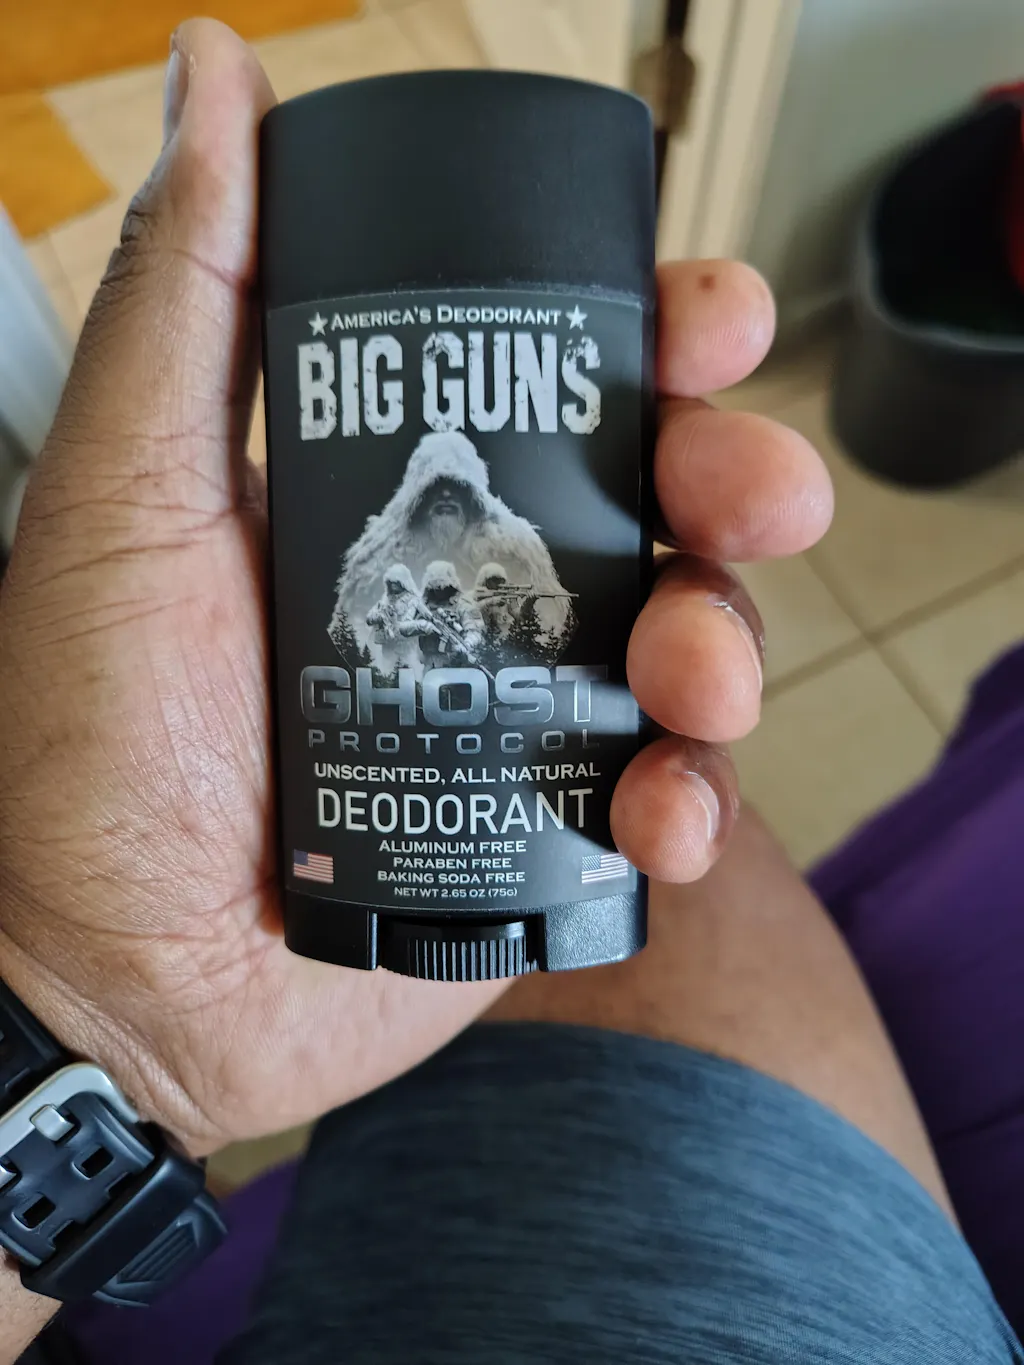 ★ AMERICA'S DEODORANT ★
BIG GUNS
GHOST
PROTOCOL
UNSCENTED, ALL NATURAL
DEODORANT
ALUMINUM FREE
PARABEN FREE
BAKING SODA FREE
NET WT 2.65 OZ (75G)